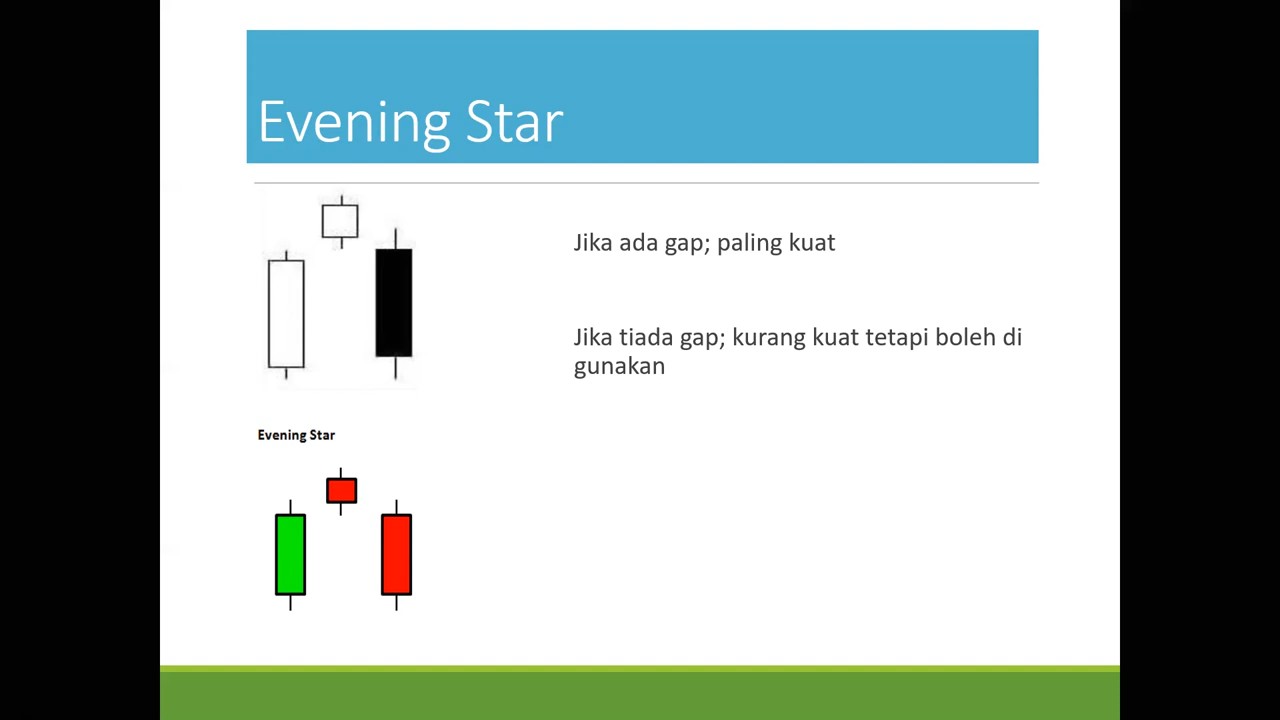 Evening Star
Jika ada gap; paling kuat
Jika tiada gap; kurang kuat tetapi boleh di
gunakan
Evening Star